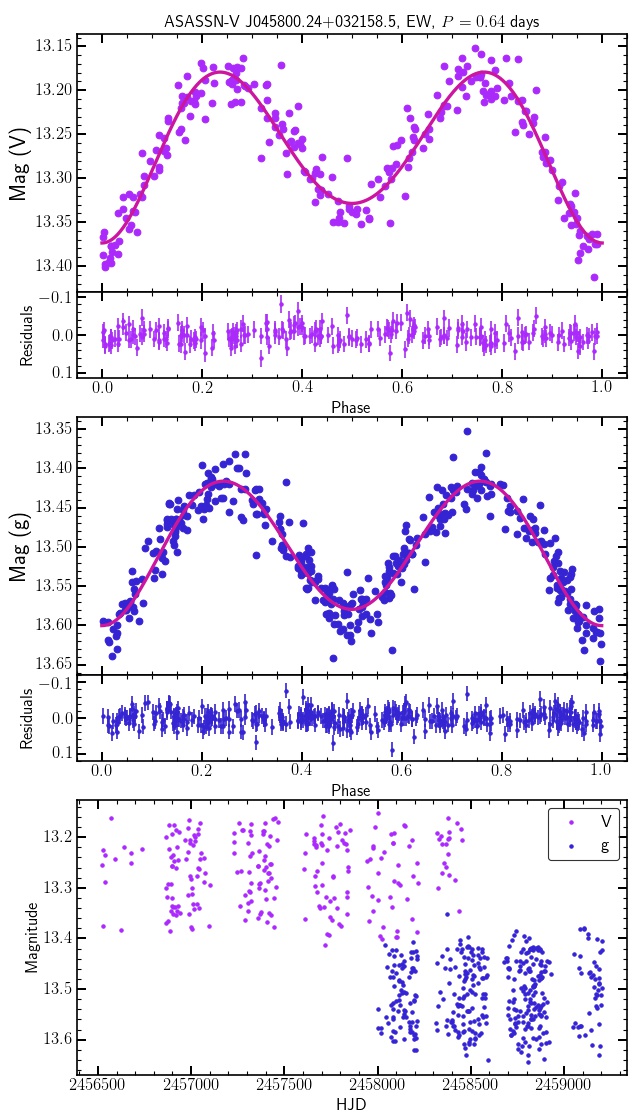 ASASSN-V J045800.24+032158.5, EW, P = 0.64 days
13.15
13.20
13.25
13.30
13.35
13.40
Mag (V)
−0.1
0.0
0.1
Residuals
0.0 0.2 0.4 0.6 0.8 1.0
Phase
13.35
13.40
13.45
13.50
13.55
13.60
13.65
Mag (g)
−0.1
0.0
0.1
Residuals
0.0 0.2 0.4 0.6 0.8 1.0
Phase
V
g
13.2
13.3
13.4
13.5
13.6
Magnitude
2456500 2457000 2457500 2458000 2458500 2459000
HJD